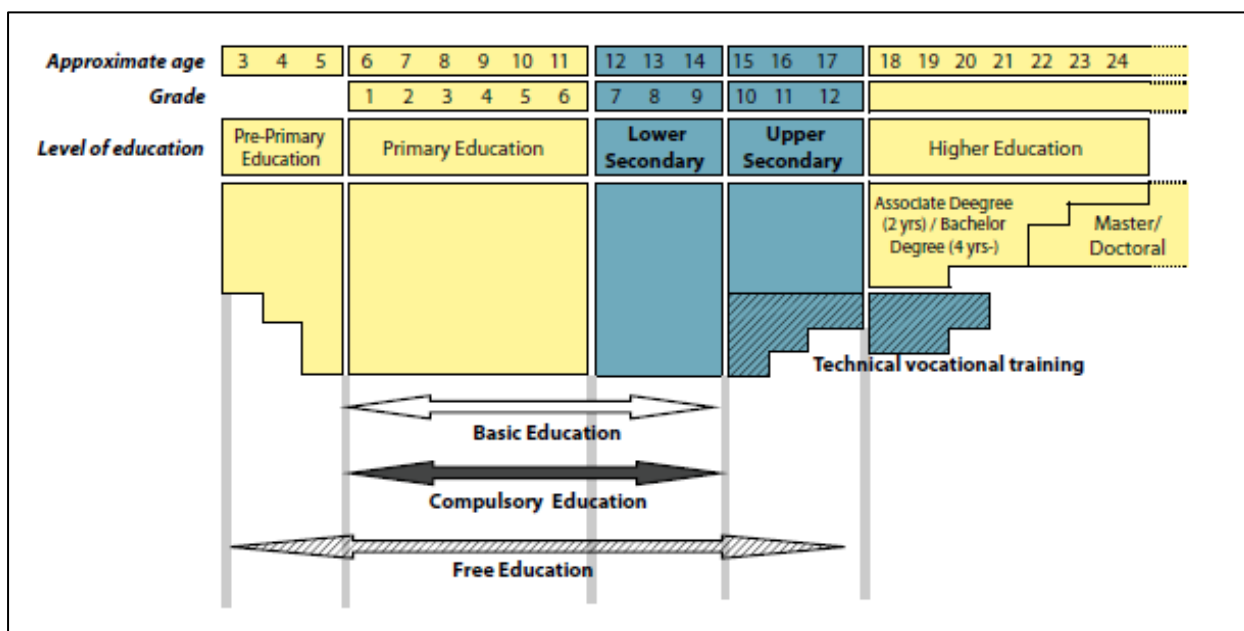 Approximate age 3 4 5 6 7 8 9 10 11 12 13 14 15 16 17 18 19 20 21 22 23 24
Grade 1 2 3 4 5 6 7 8 9 10 11 12
Level of education
Pre-Primary
Education
Primary Education
Lower
Secondary
Upper
Secondary
Higher Education
Associate Deegree
(2 yrs) / Bachelor
Degree (4 yrs-)
Master/
Doctoral
Technical vocational training
Basic Education
Compulsory Education
Free Education